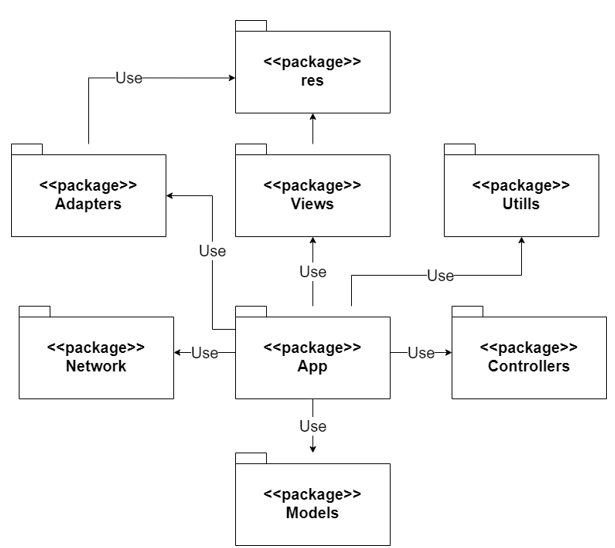 <<package>>
res
Use
<<package>>
Adapters
<<package>>
Views
<<package>>
Utills
Use
Use
Use
<<package>>
Network
Use
<<package>>
App
Use
<<package>>
Controllers
Use
<<package>>
Models